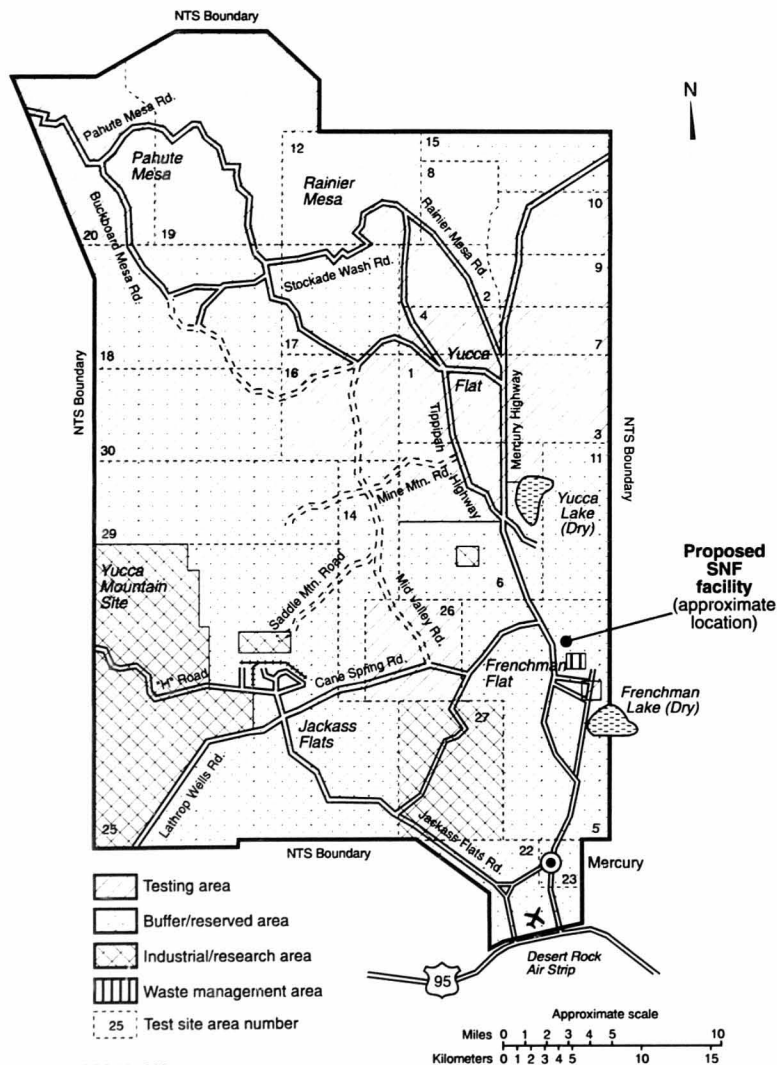 NTS Boundary
N
Pahute Mesa Rd.
Pahute
Mesa
12
15
8
Rainier
Mesa
10
Buckboard Mesa Rd.
Rainier Mesa Rd.
20
19
9
Stockade Wash Rd.
2
4
7
17
18
16
1
Yucca
Flat
NTS Boundary
Tippipah
Highway
Mercury Highway
NTS Boundary
3
11
30
Mine Mtn. Rd.
Yucca
Lake
(Dry)
14
29
Yucca
Mountain
Site
Saddle Mtn. Road
Mid Valley Rd.
6
26
Proposed
SNF
facility
(approximate
location)
"H" Road
Cane Spring Rd.
Frenchman
Flat
Frenchman
Lake (Dry)
27
Jackass
Flats
Lathrop Wells Rd.
25
Jackass Flats Rd.
5
NTS Boundary
22
Mercury
23
Testing area
Buffer/reserved area
Industrial/research area
Waste management area
25 Test site area number
Desert Rock
Air Strip
95
Approximate scale
Miles 0 1 2 3 4 5 10
Kilometers 0 1 2 3 4 5 10 15